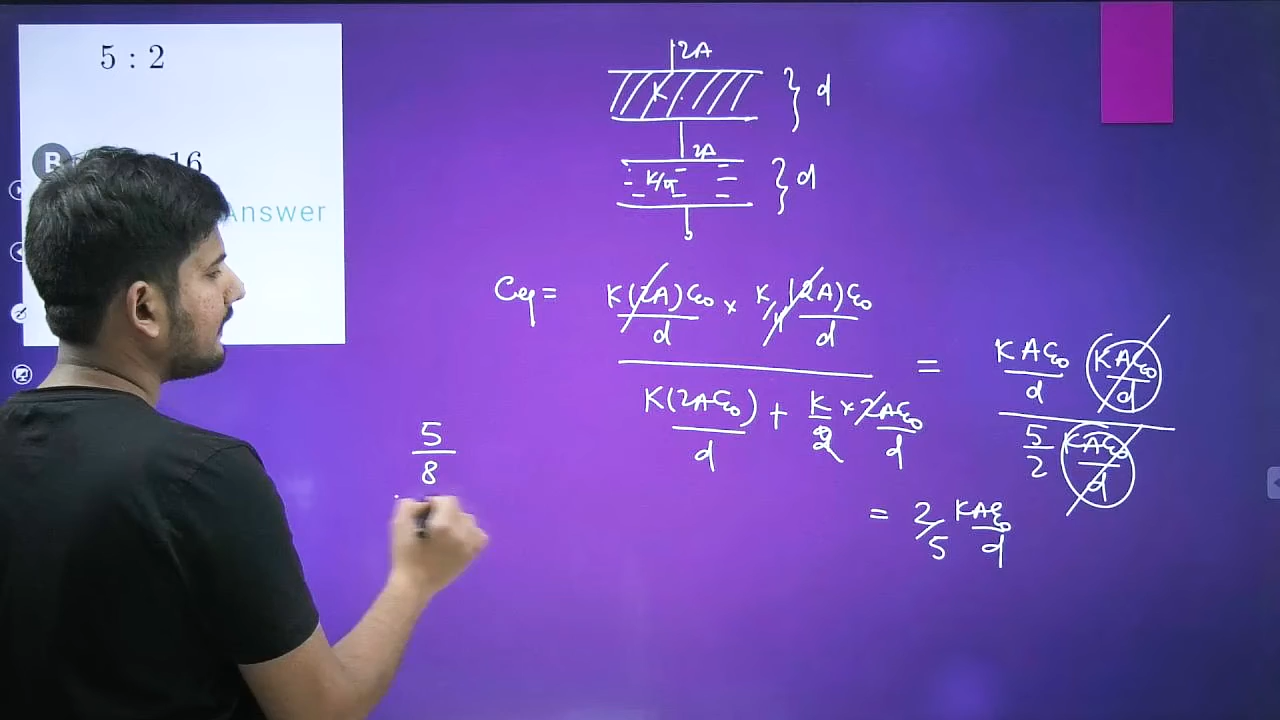 5 : 2
B 16
Answer
2A
K
} d
2A
K/4
} d
Ceq = K(2A)ε₀/d × K/4 (2A)ε₀/d
K(2Aε₀)/d + K/2 × 2Aε₀/d
= KAε₀/d KAε₀/d
5/2 KAε₀/d
= 2/5 KAε₀/d
5/8